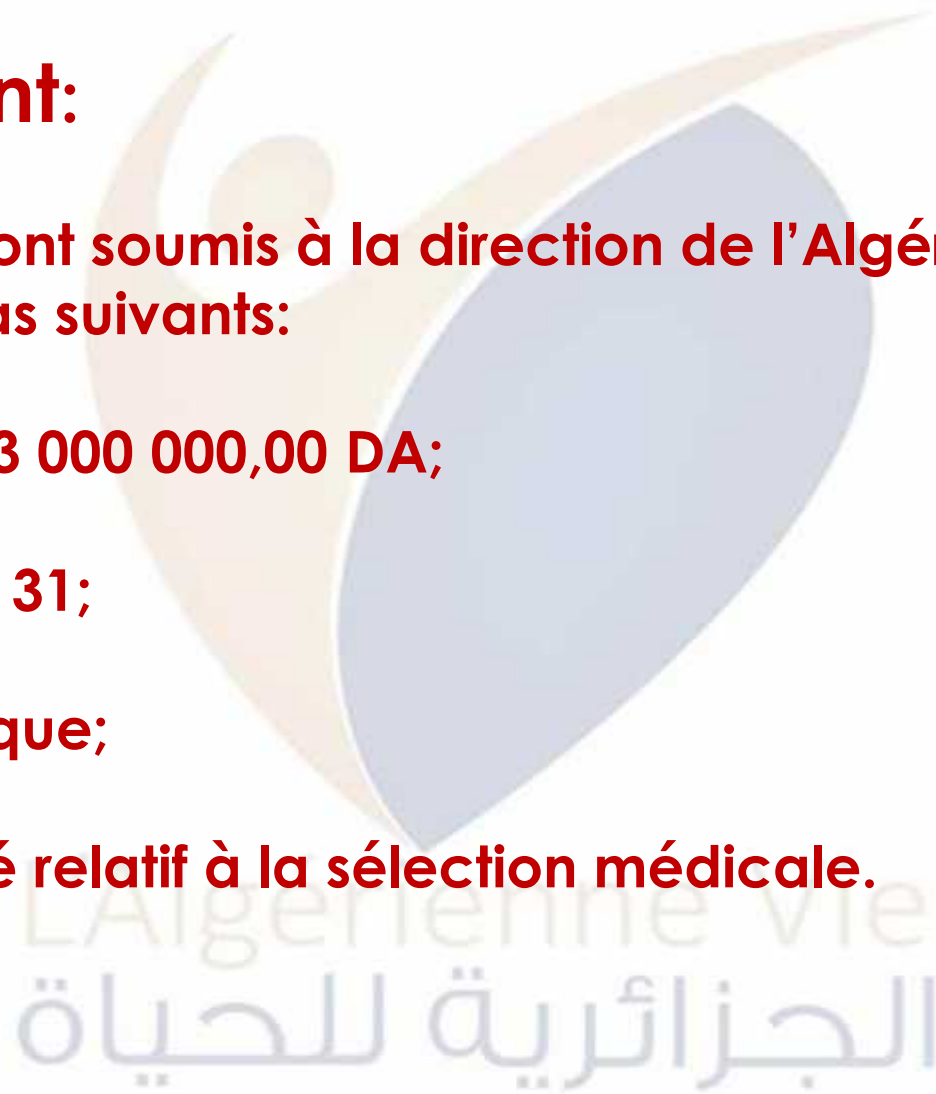 nt:
ont soumis à la direction de l’Algér
as suivants:
3 000 000,00 DA;
31;
que;
é relatif à la sélection médicale.
L'Algérienne Vie
الجزائرية للحياة